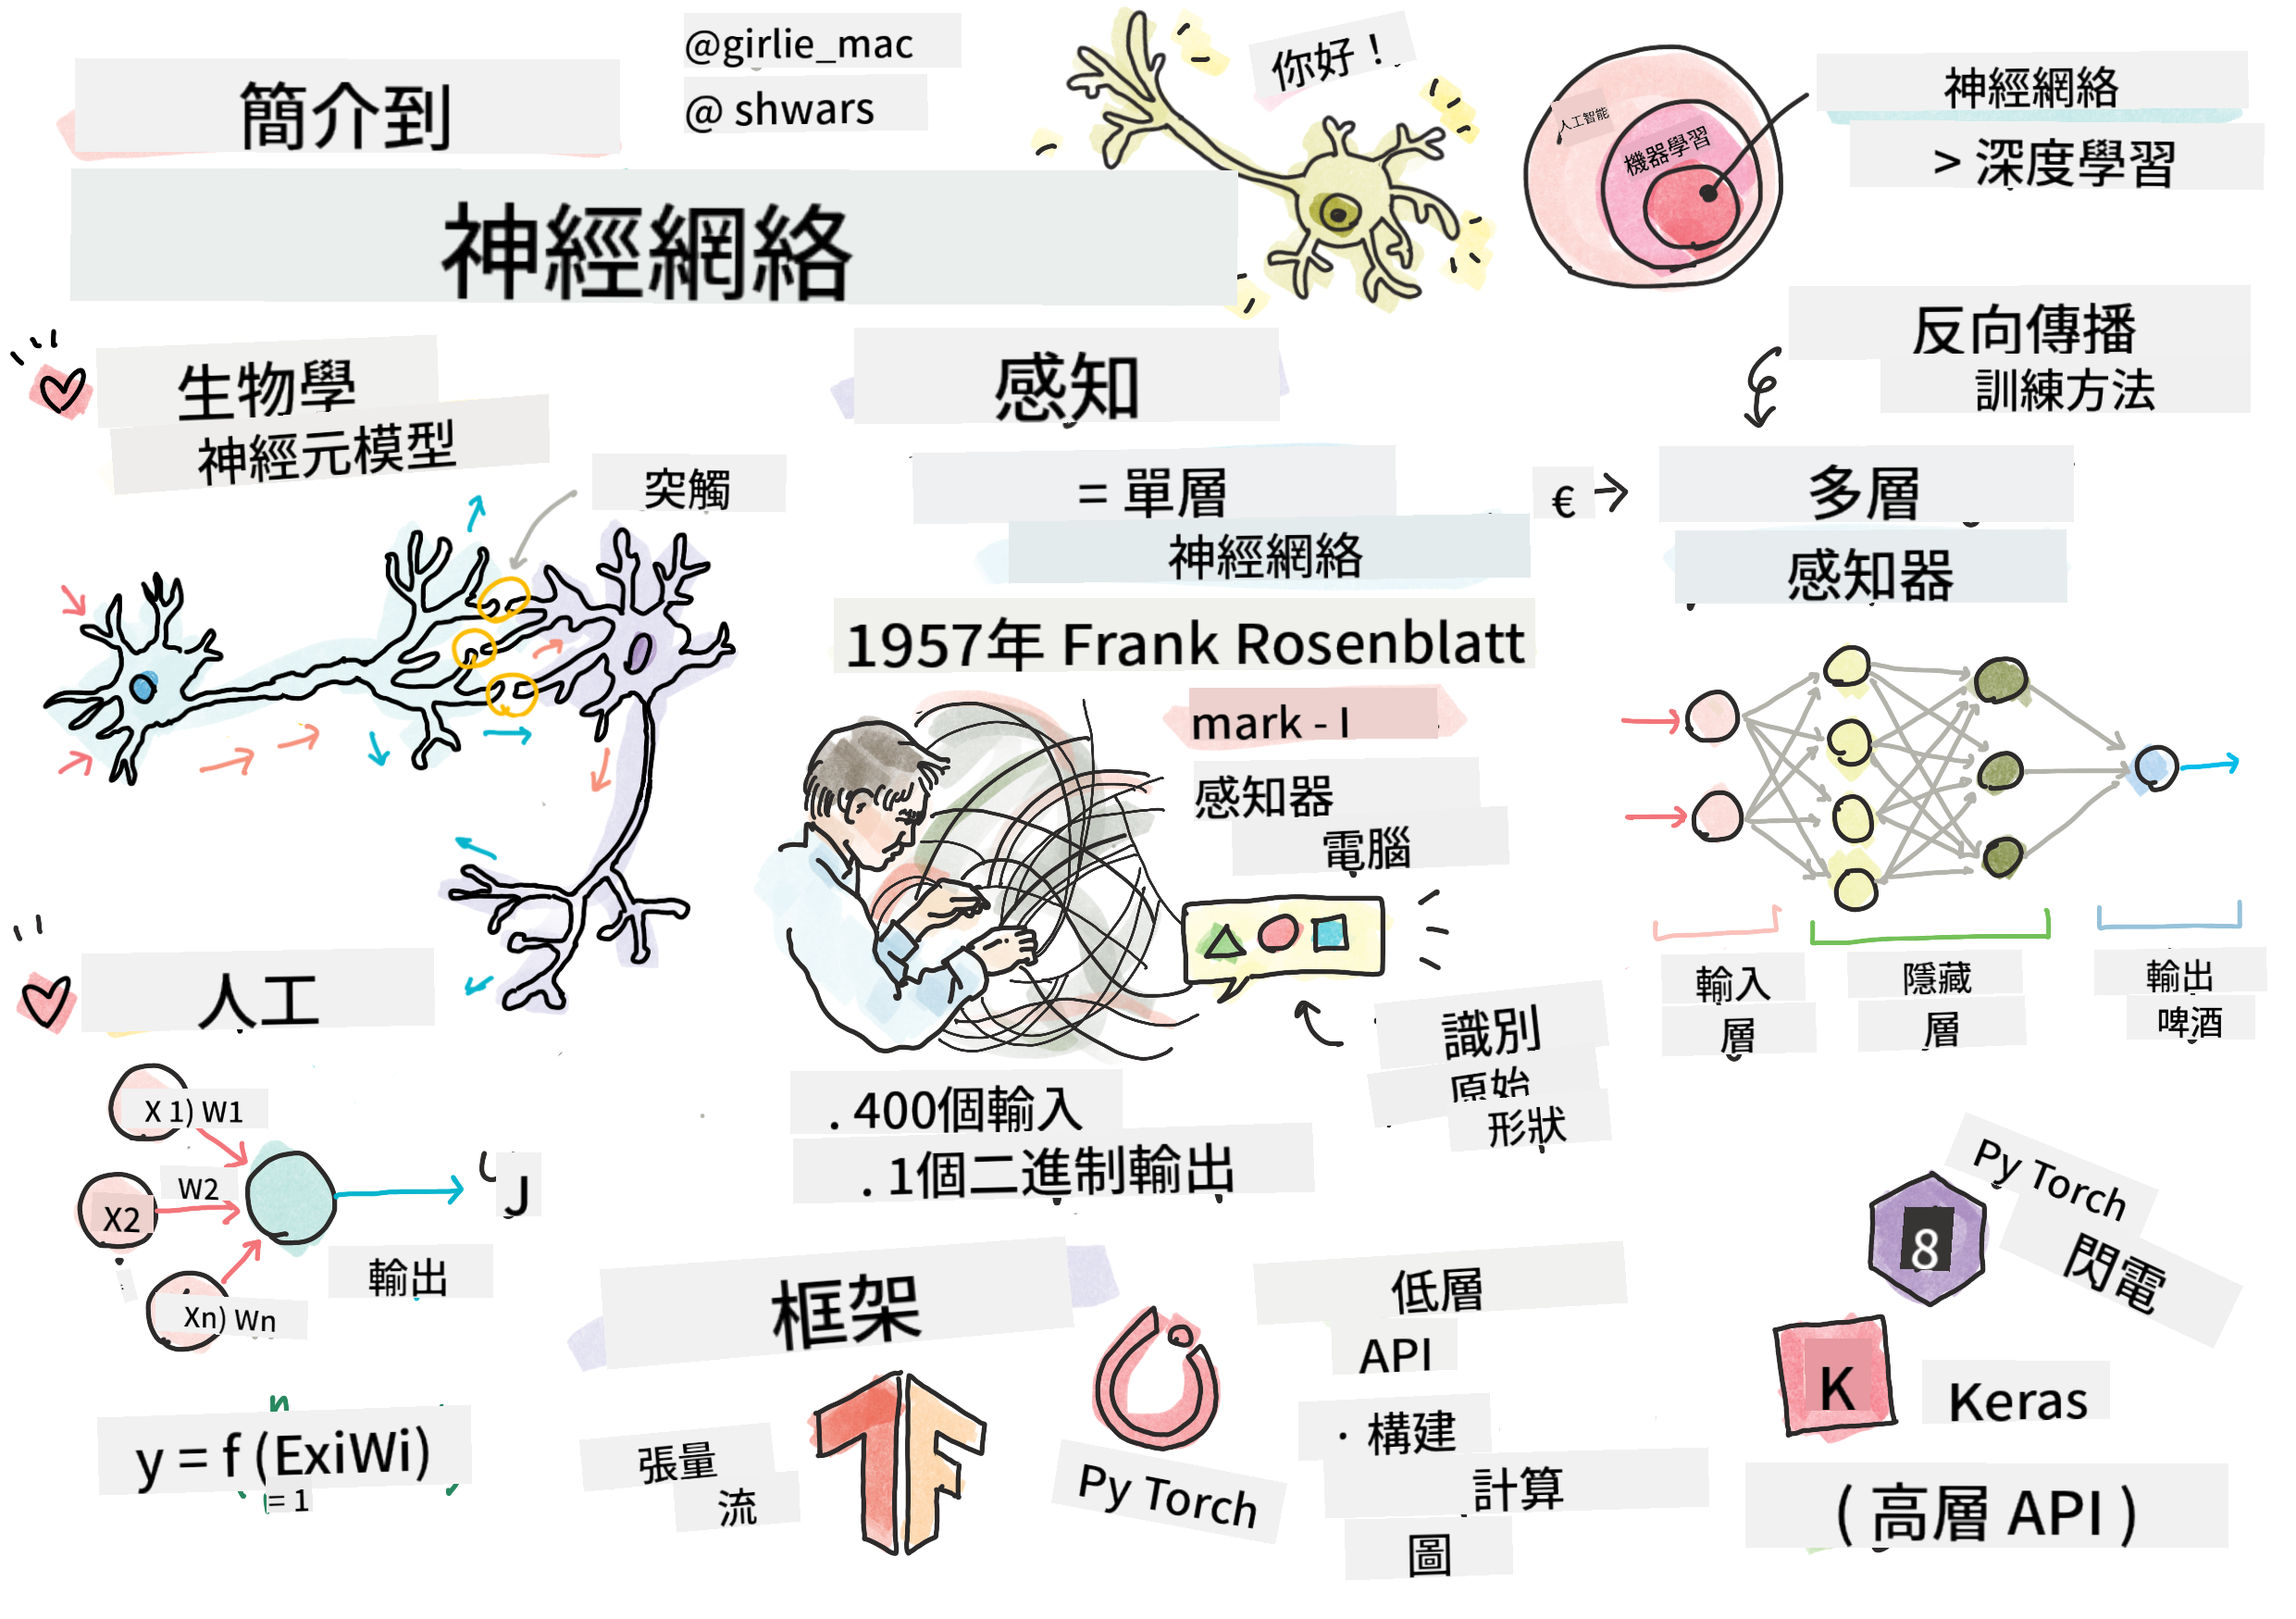 簡介到
@girlie_mac
@ shwars
你好！
人工智能
機器學習
神經網絡
> 深度學習
神經網絡
反向傳播
訓練方法
生物學
神經元模型
突觸
感知
= 單層
神經網絡
€
多層
感知器
1957年 Frank Rosenblatt
mark - I
感知器
電腦
識別
原始
形狀
. 400個輸入
. 1個二進制輸出
輸入
層
隱藏
層
輸出
啤酒
人工
X 1) W1
W2
X2
Xn) Wn
J
輸出
n
y = f (ExiWi)
= 1
框架
張量
流
TF
Py Torch
低層
API
· 構建
計算
圖
Py Torch
閃電
8
K
Keras
( 高層 API )